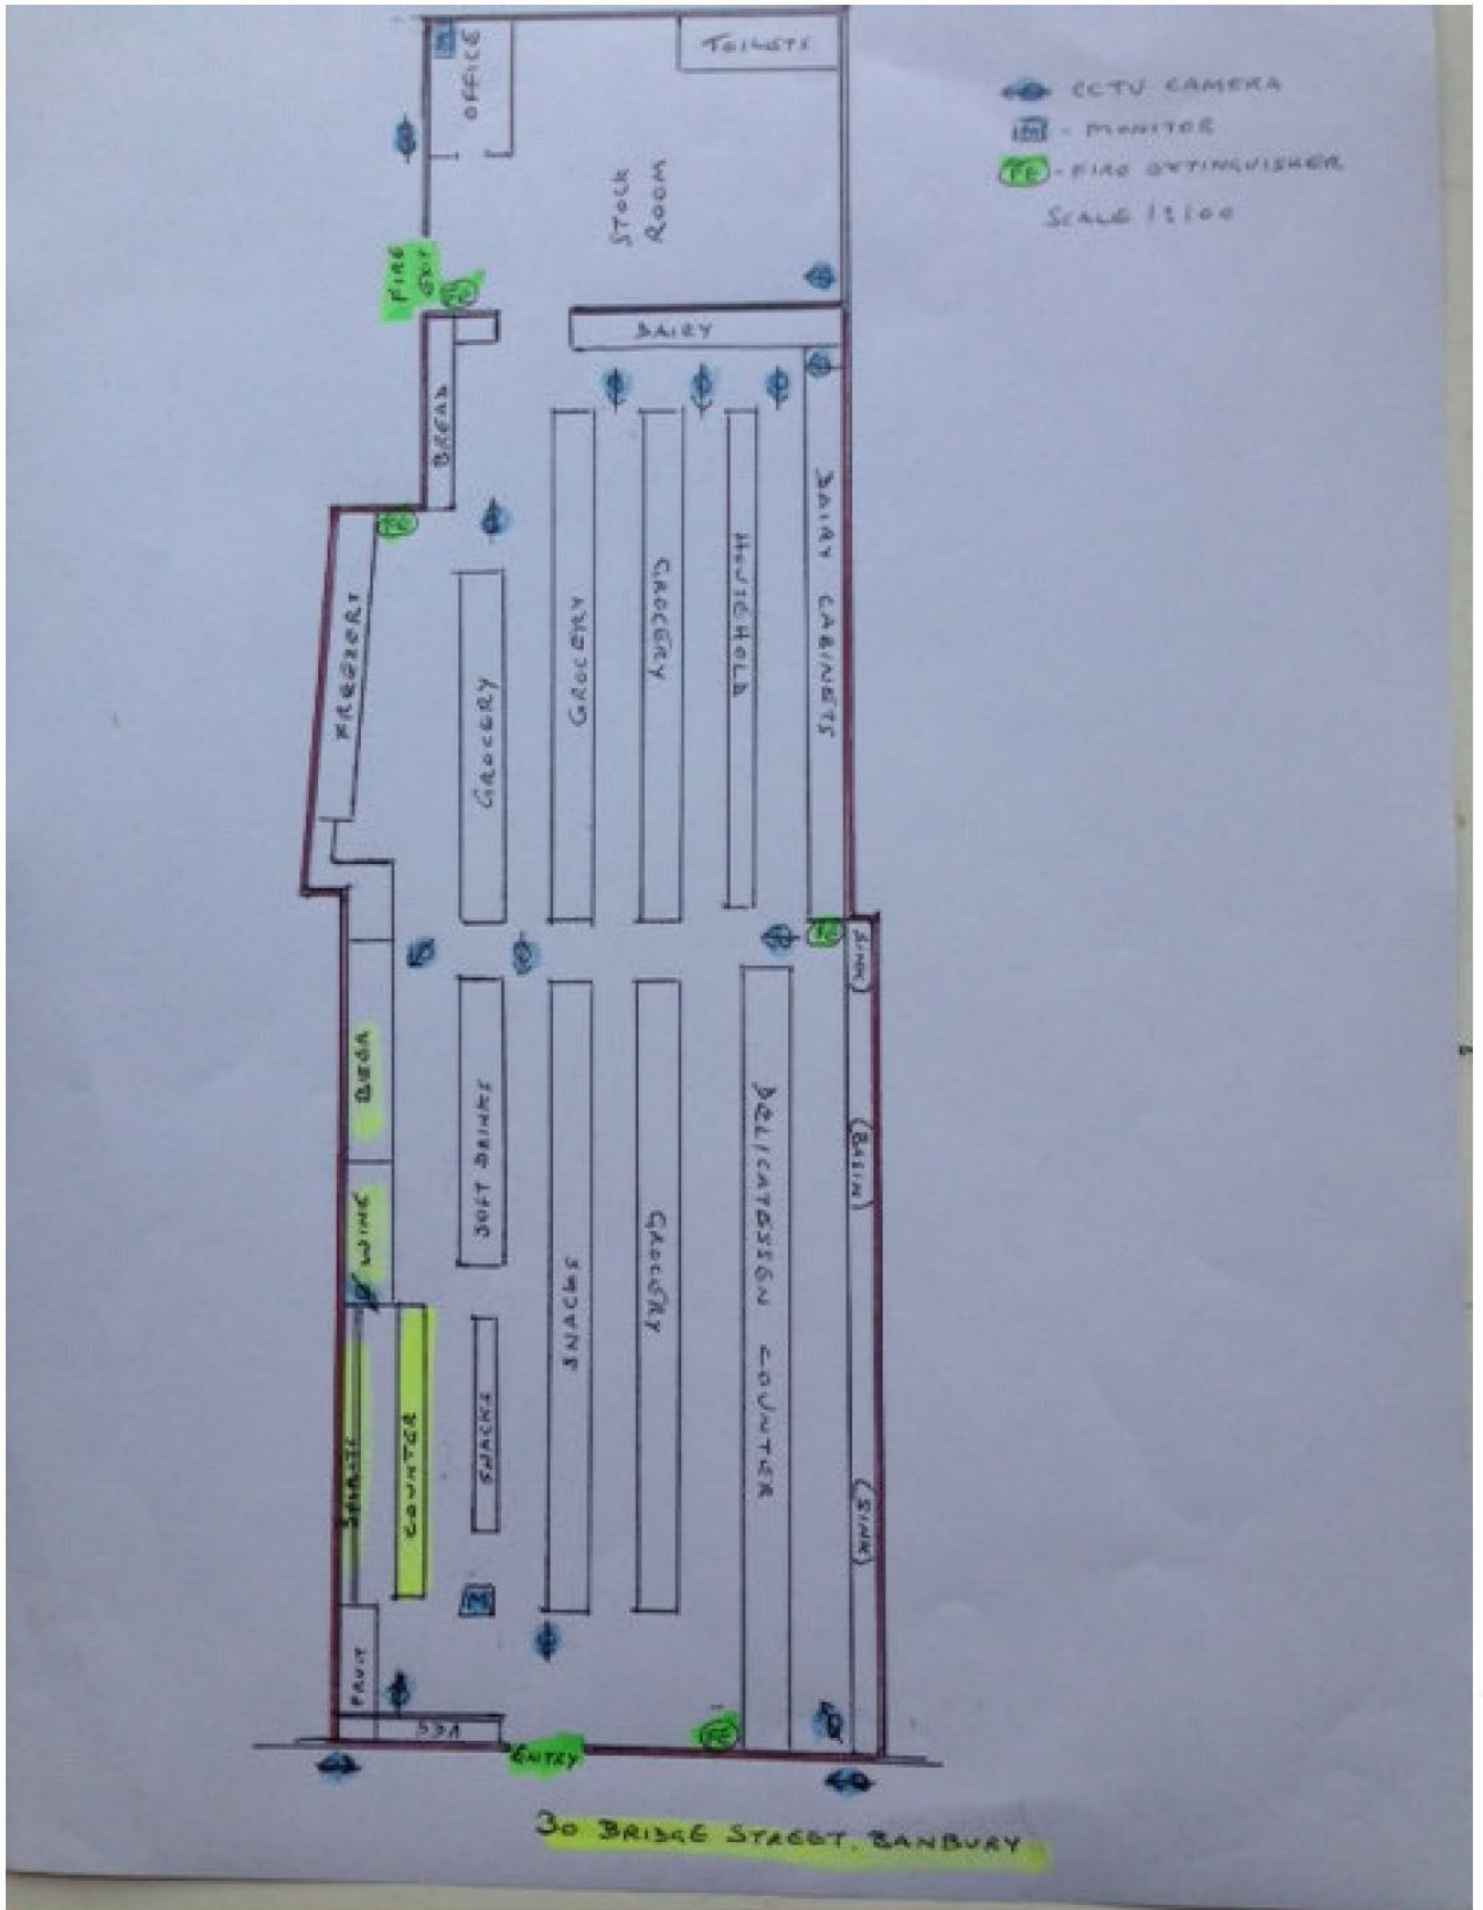 TOILETS
M
OFFICE
CCTV CAMERA
M - MONITOR
FE - FIRE EXTINGUISHER
SCALE 1:100
STOCK
ROOM
FIRE
EXIT
FE
DAIRY
BREAD
FE
FREEZERS
GROCERY
GROCERY
GROCERY
HOUSEHOLD
DAIRY CABINETS
FE
(SINK)
BEER
SOFT DRINKS
DELICATESSEN COUNTER
(BASIN)
WINE
SNACKS
GROCERY
SPIRITS
COUNTER
SNACKS
(SINK)
M
FRUIT
VEG
FE
ENTRY
30 BRIDGE STREET. BANBURY